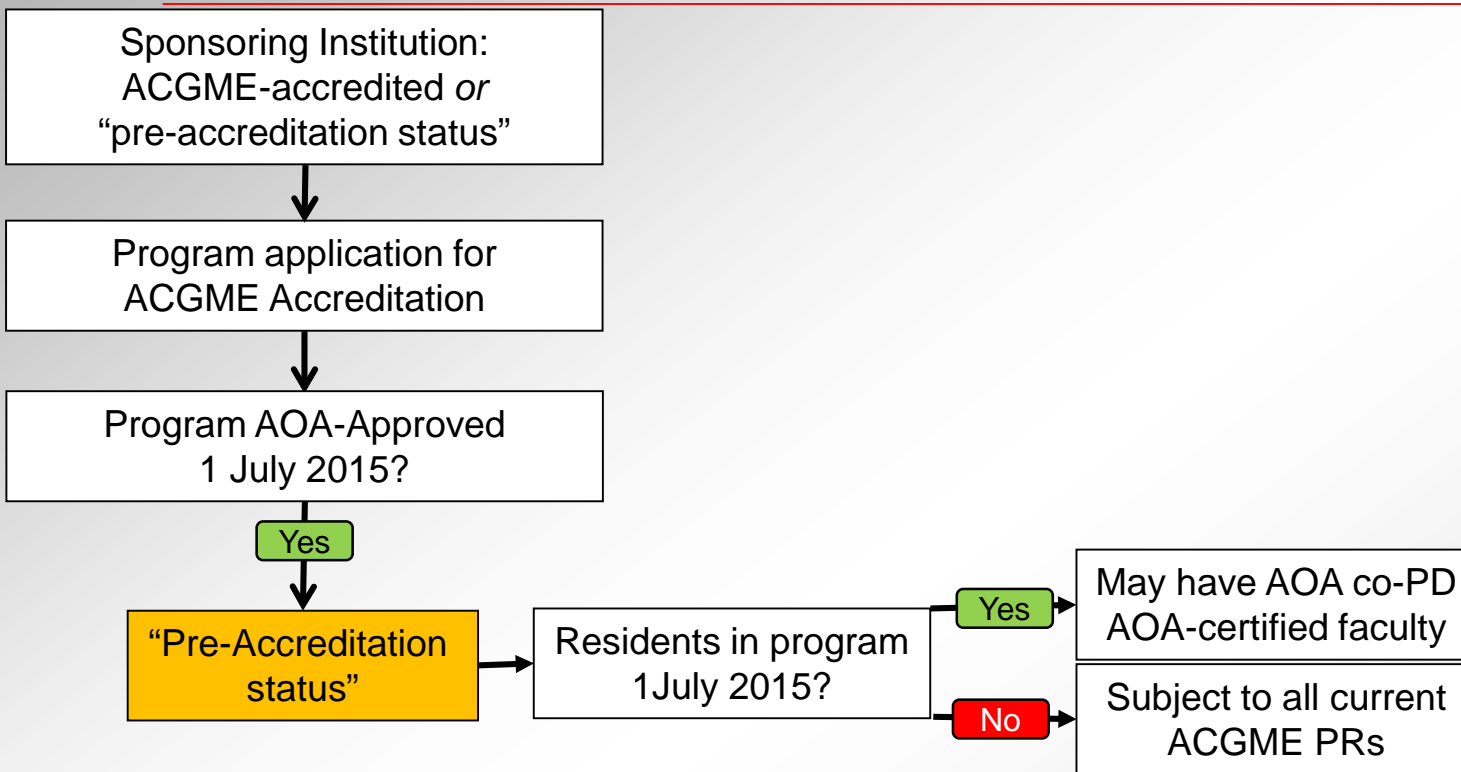 Sponsoring Institution:
ACGME-accredited or
“pre-accreditation status”
Program application for
ACGME Accreditation
Program AOA-Approved
1 July 2015?
Yes
“Pre-Accreditation
status”
Residents in program
1July 2015?
Yes
May have AOA co-PD
AOA-certified faculty
No
Subject to all current
ACGME PRs